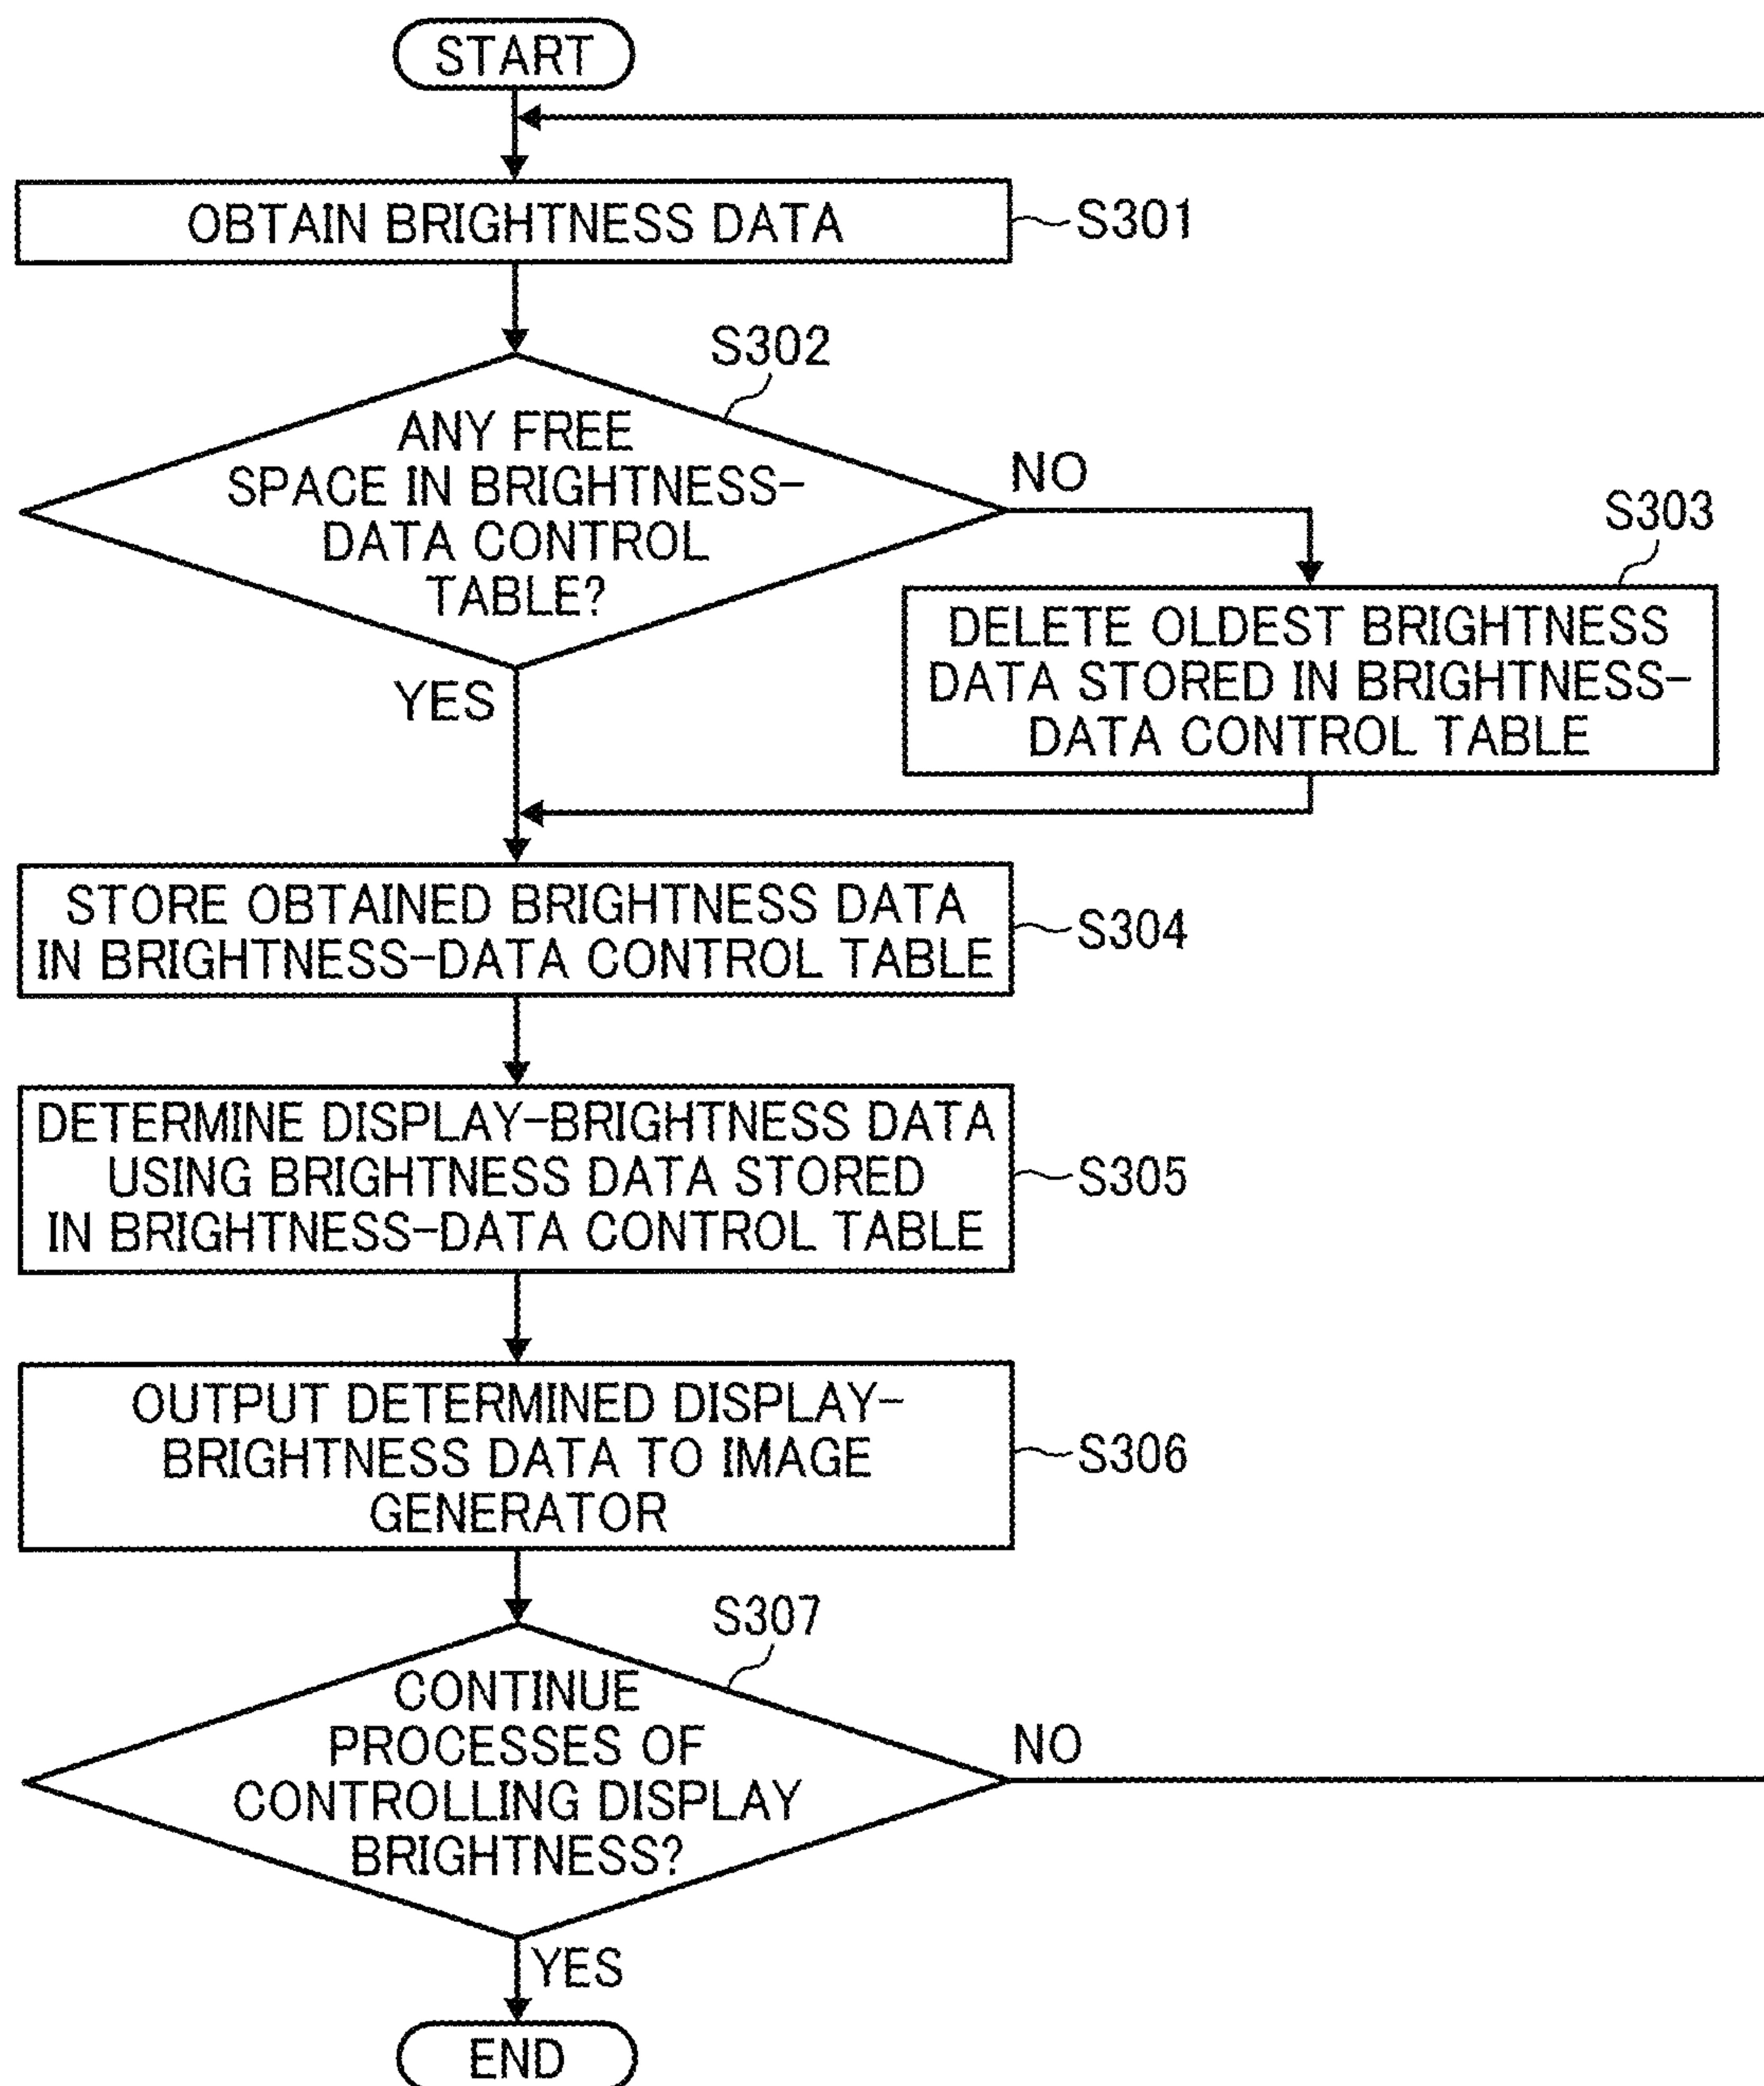 START
OBTAIN BRIGHTNESS DATA
S301
S302
ANY FREE
SPACE IN BRIGHTNESS-
DATA CONTROL
TABLE?
NO
YES
S303
DELETE OLDEST BRIGHTNESS
DATA STORED IN BRIGHTNESS-
DATA CONTROL TABLE
STORE OBTAINED BRIGHTNESS DATA
IN BRIGHTNESS-DATA CONTROL TABLE
S304
DETERMINE DISPLAY-BRIGHTNESS DATA
USING BRIGHTNESS DATA STORED
IN BRIGHTNESS-DATA CONTROL TABLE
S305
OUTPUT DETERMINED DISPLAY-
BRIGHTNESS DATA TO IMAGE
GENERATOR
S306
S307
CONTINUE
PROCESSES OF
CONTROLLING DISPLAY
BRIGHTNESS?
NO
YES
END